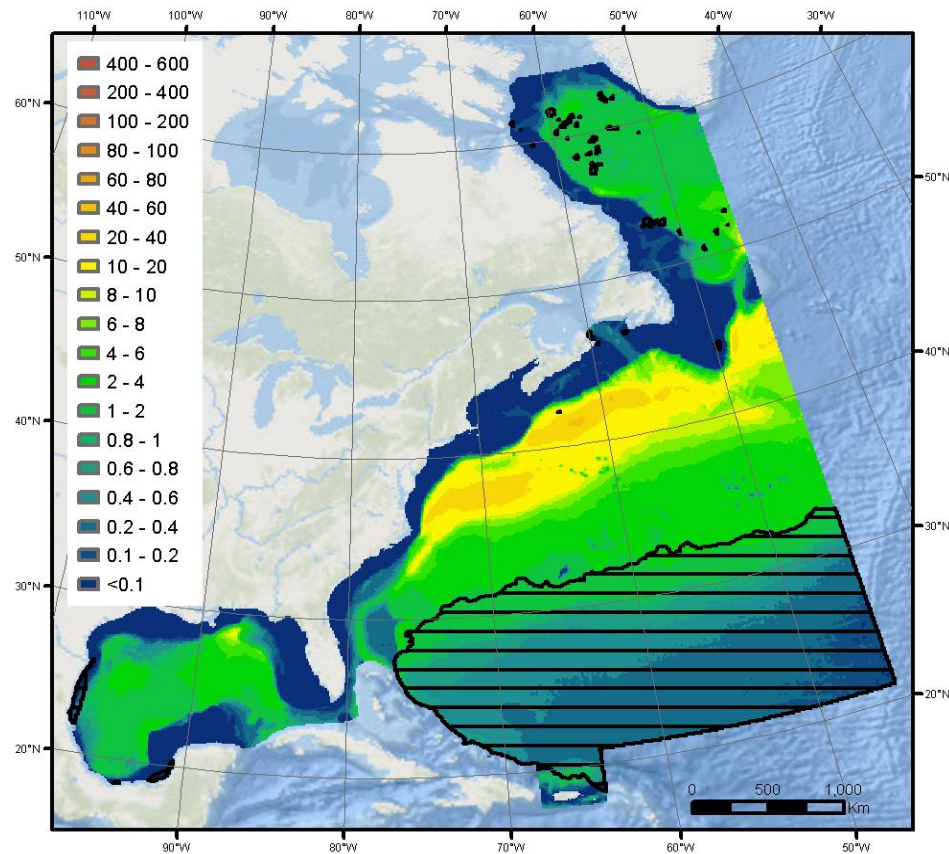 110°W 100°W 90°W 80°W 70°W 60°W 50°W 40°W 30°W
400 - 600
200 - 400
100 - 200
80 - 100
60 - 80
40 - 60
20 - 40
10 - 20
8 - 10
6 - 8
4 - 6
2 - 4
1 - 2
0.8 - 1
0.6 - 0.8
0.4 - 0.6
0.2 - 0.4
0.1 - 0.2
<0.1
60°N
50°N
40°N
30°N
20°N
50°N
40°N
30°N
20°N
0 500 1,000
Km
90°W 80°W 70°W 60°W 50°W